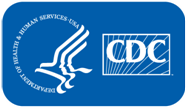 DEPARTMENT OF HEALTH & HUMAN SERVICES • USA
CDC